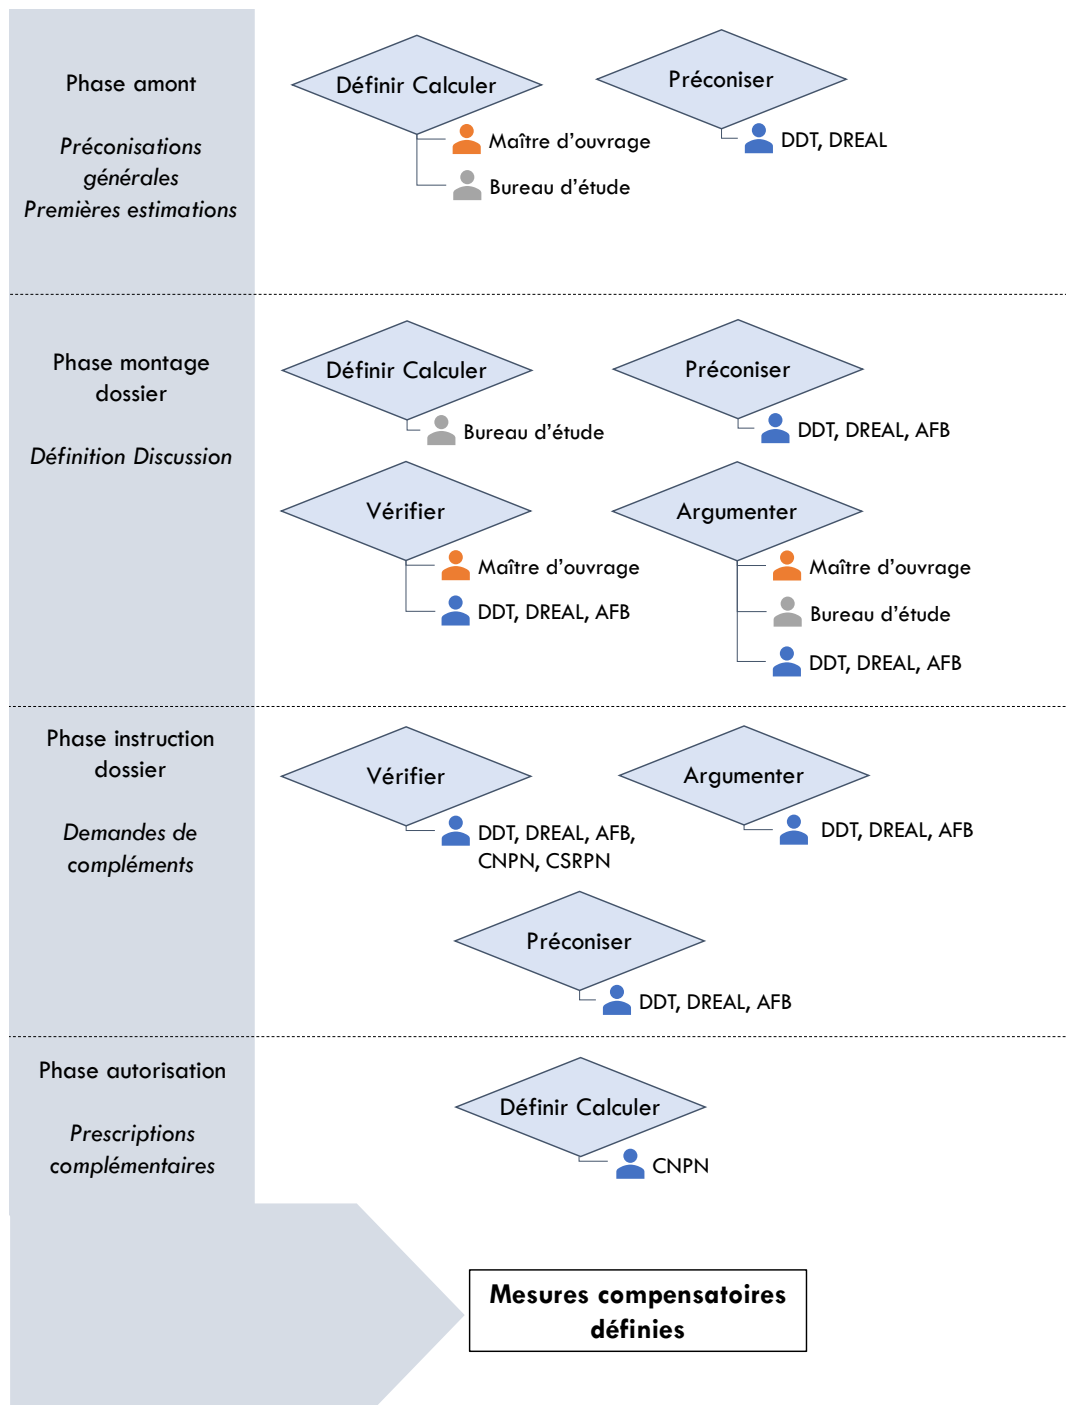 Phase amont
Préconisations
générales
Premières estimations
Définir Calculer
Maître d'ouvrage
Bureau d'étude
Préconiser
DDT, DREAL
Phase montage
dossier
Définition Discussion
Définir Calculer
Bureau d'étude
Préconiser
DDT, DREAL, AFB
Vérifier
Maître d'ouvrage
DDT, DREAL, AFB
Argumenter
Maître d'ouvrage
Bureau d'étude
DDT, DREAL, AFB
Phase instruction
dossier
Demandes de
compléments
Vérifier
DDT, DREAL, AFB,
CNPN, CSRPN
Argumenter
DDT, DREAL, AFB
Préconiser
DDT, DREAL, AFB
Phase autorisation
Prescriptions
complémentaires
Définir Calculer
CNPN
Mesures compensatoires
définies